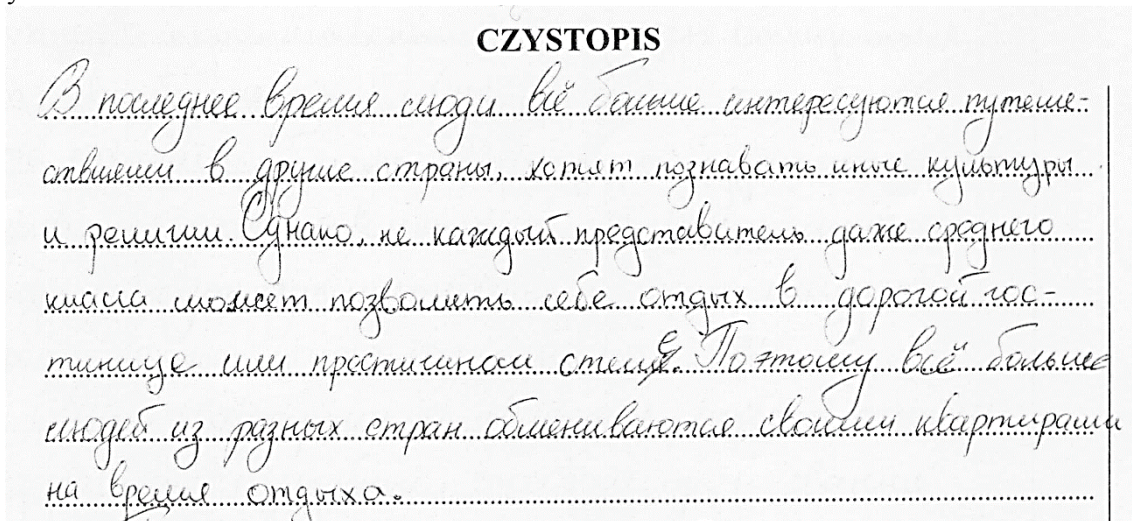 CZYSTOPIS
В последнее время люди всё больше интересуются путеше-
ствием в другие страны, хотят познавать иные культуры
и религии. Однако, не каждый представитель даже среднего
класса может позволить себе отдых в дорогой гос-
тинице или престижном отеле. Поэтому всё больше
людей из разных стран обмениваются своими квартирами
на время отдыха.